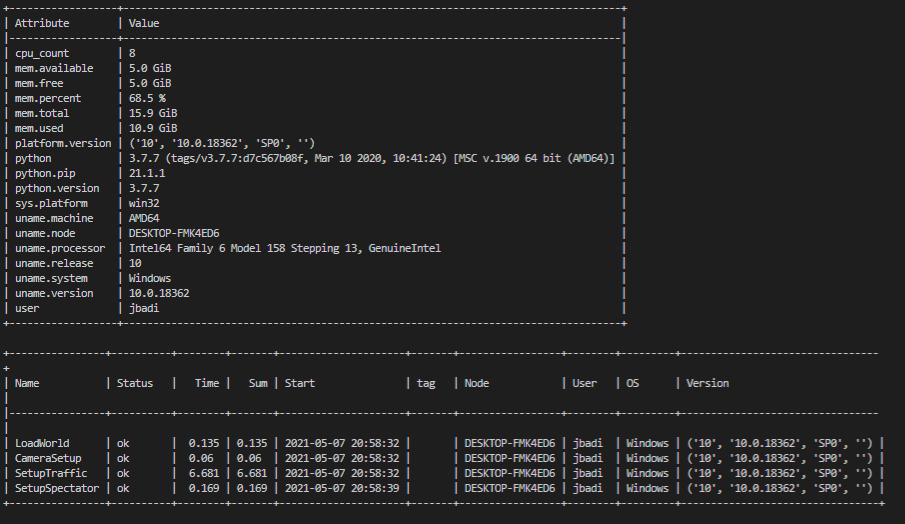 +------------------+-----------------------------------------------------------------------------------+
| Attribute        | Value                                                                             |
|------------------+-----------------------------------------------------------------------------------|
| cpu_count        | 8                                                                                 |
| mem.available    | 5.0 GiB                                                                           |
| mem.free         | 5.0 GiB                                                                           |
| mem.percent      | 68.5 %                                                                            |
| mem.total        | 15.9 GiB                                                                          |
| mem.used         | 10.9 GiB                                                                          |
| platform.version | ('10', '10.0.18362', 'SP0', '')                                                   |
| python           | 3.7.7 (tags/v3.7.7:d7c567b08f, Mar 10 2020, 10:41:24) [MSC v.1900 64 bit (AMD64)] |
| python.pip       | 21.1.1                                                                            |
| python.version   | 3.7.7                                                                             |
| sys.platform     | win32                                                                             |
| uname.machine    | AMD64                                                                             |
| uname.node       | DESKTOP-FMK4ED6                                                                   |
| uname.processor  | Intel64 Family 6 Model 158 Stepping 13, GenuineIntel                              |
| uname.release    | 10                                                                                |
| uname.system     | Windows                                                                           |
| uname.version    | 10.0.18362                                                                        |
| user             | jbadi                                                                             |
+------------------+-----------------------------------------------------------------------------------+
+----------------+----------+--------+-------+---------------------+-------+-----------------+--------+---------+---------------------------------
+
| Name           | Status   |   Time |   Sum | Start               | tag   | Node            | User   | OS      | Version
|
|----------------+----------+--------+-------+---------------------+-------+-----------------+--------+---------+---------------------------------
|
| LoadWorld      | ok       |  0.135 | 0.135 | 2021-05-07 20:58:32 |       | DESKTOP-FMK4ED6 | jbadi  | Windows | ('10', '10.0.18362', 'SP0', '') |
| CameraSetup    | ok       |  0.06  | 0.06  | 2021-05-07 20:58:32 |       | DESKTOP-FMK4ED6 | jbadi  | Windows | ('10', '10.0.18362', 'SP0', '') |
| SetupTraffic   | ok       |  6.681 | 6.681 | 2021-05-07 20:58:32 |       | DESKTOP-FMK4ED6 | jbadi  | Windows | ('10', '10.0.18362', 'SP0', '') |
| SetupSpectator | ok       |  0.169 | 0.169 | 2021-05-07 20:58:39 |       | DESKTOP-FMK4ED6 | jbadi  | Windows | ('10', '10.0.18362', 'SP0', '') |
+----------------+----------+--------+-------+---------------------+-------+-----------------+--------+---------+---------------------------------+